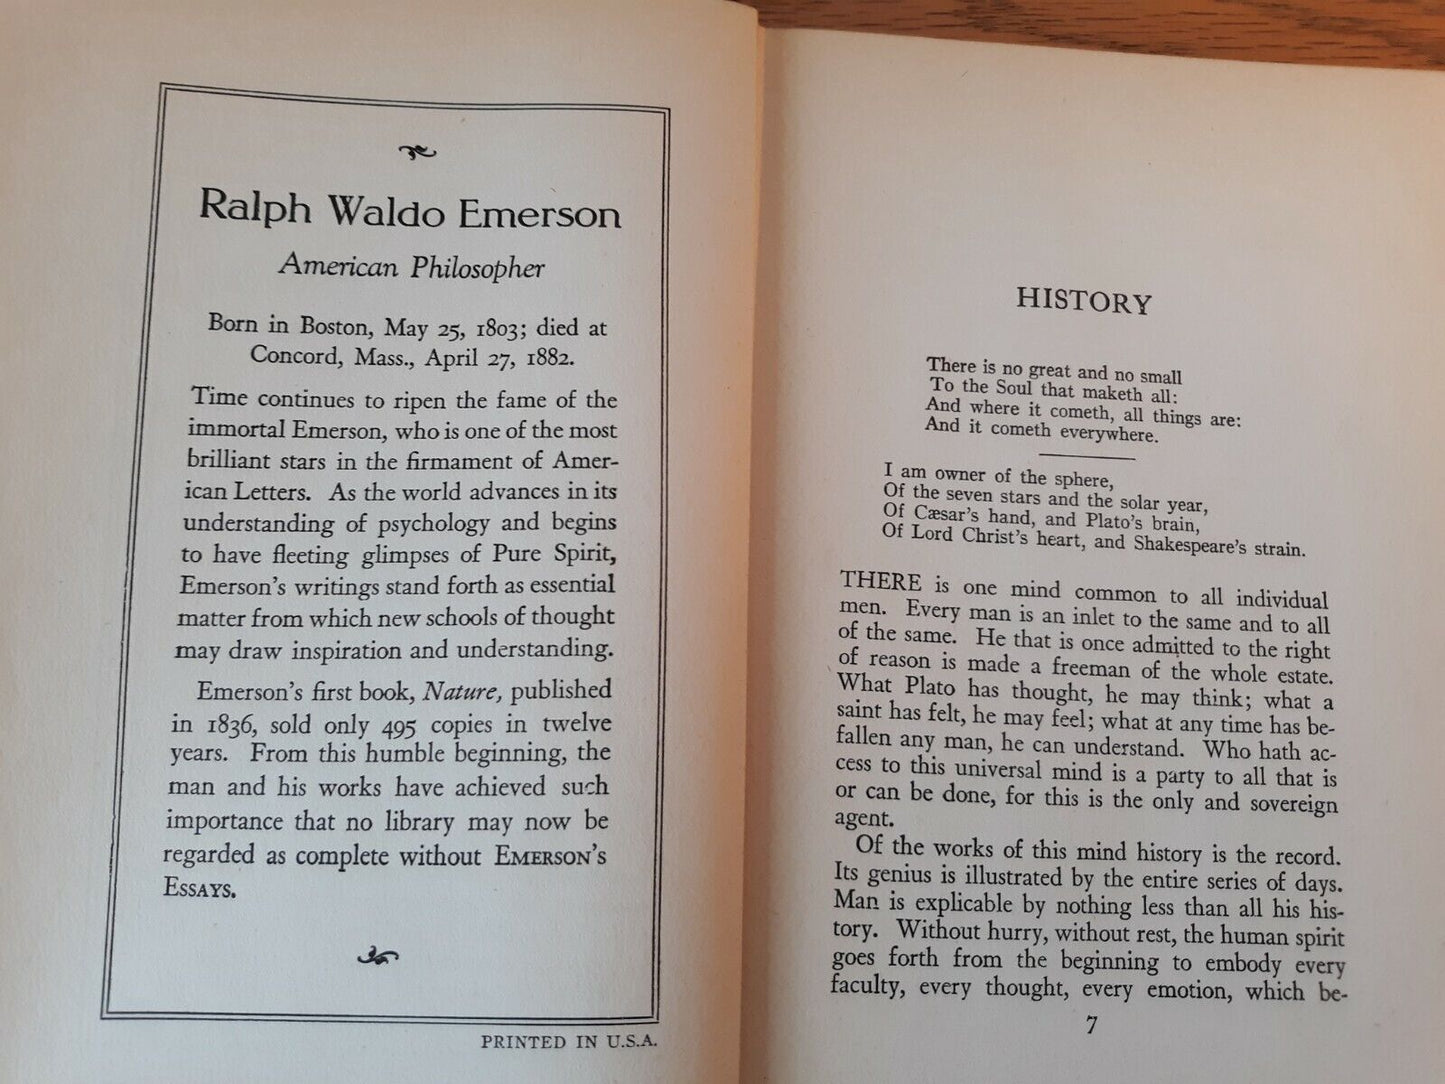 Ralph Waldo Emerson
American Philosopher
Born in Boston, May 25, 1803; died at
Concord, Mass., April 27, 1882.
Time continues to ripen the fame of the
immortal Emerson, who is one of the most
brilliant stars in the firmament of Amer-
ican Letters. As the world advances in its
understanding of psychology and begins
to have fleeting glimpses of Pure Spirit,
Emerson's writings stand forth as essential
matter from which new schools of thought
may draw inspiration and understanding.
Emerson's first book, Nature, published
in 1836, sold only 495 copies in twelve
years. From this humble beginning, the
man and his works have achieved such
importance that no library may now be
regarded as complete without EMERSON'S
ESSAYS.
PRINTED IN U.S.A.
HISTORY
There is no great and no small
To the Soul that maketh all:
And where it cometh, all things are:
And it cometh everywhere.
I am owner of the sphere,
Of the seven stars and the solar year,
Of Cæsar's hand, and Plato's brain,
Of Lord Christ's heart, and Shakespeare's strain.
THERE is one mind common to all individual
men. Every man is an inlet to the same and to all
of the same. He that is once admitted to the right
of reason is made a freeman of the whole estate.
What Plato has thought, he may think; what a
saint has felt, he may feel; what at any time has be-
fallen any man, he can understand. Who hath ac-
cess to this universal mind is a party to all that is
or can be done, for this is the only and sovereign
agent.
Of the works of this mind history is the record.
Its genius is illustrated by the entire series of days.
Man is explicable by nothing less than all his his-
tory. Without hurry, without rest, the human spirit
goes forth from the beginning to embody every
faculty, every thought, every emotion, which be-
7